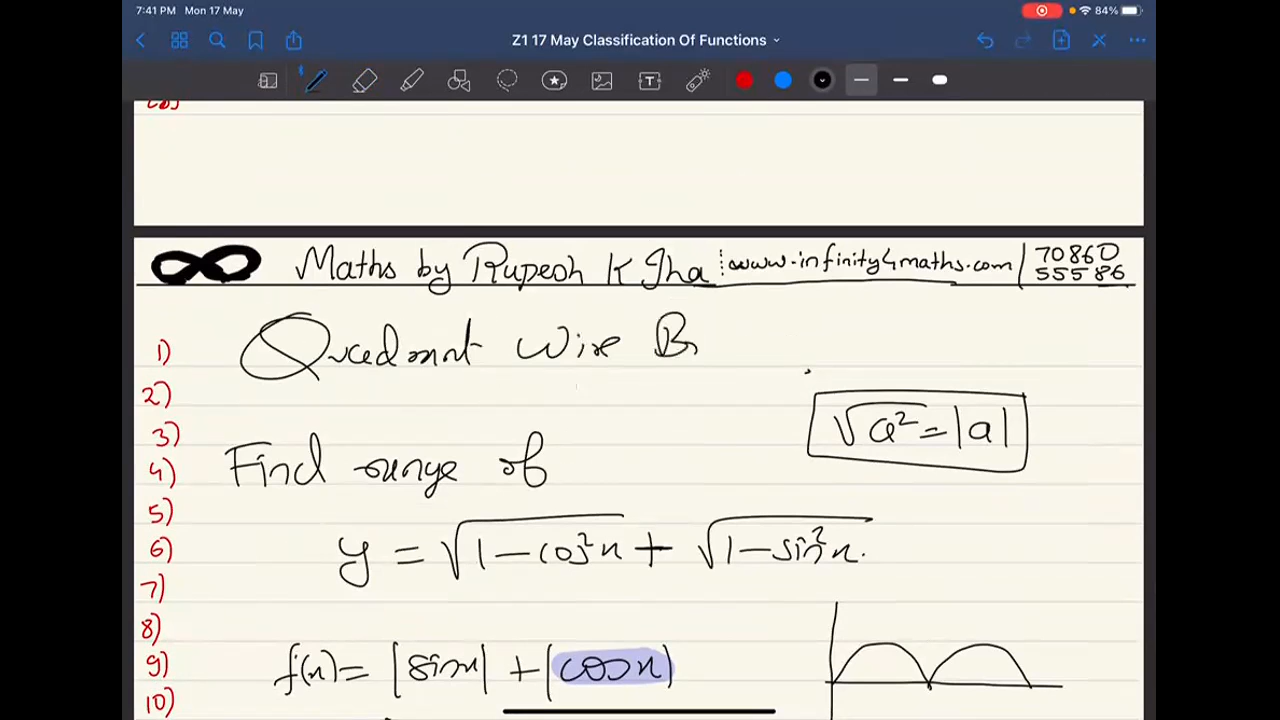 7:41 PM Mon 17 May
84%
Z1 17 May Classification Of Functions
Maths by Rupesh K Jha www.infinity4maths.com 70860
55586
1) Quadrant Wise B
2)
√a² = |a|
3)
4) Find range of
5)
6) y = √1-cos²x + √1-sin²x.
7)
8)
9) f(x) = |sinx| + |cosx|
10)